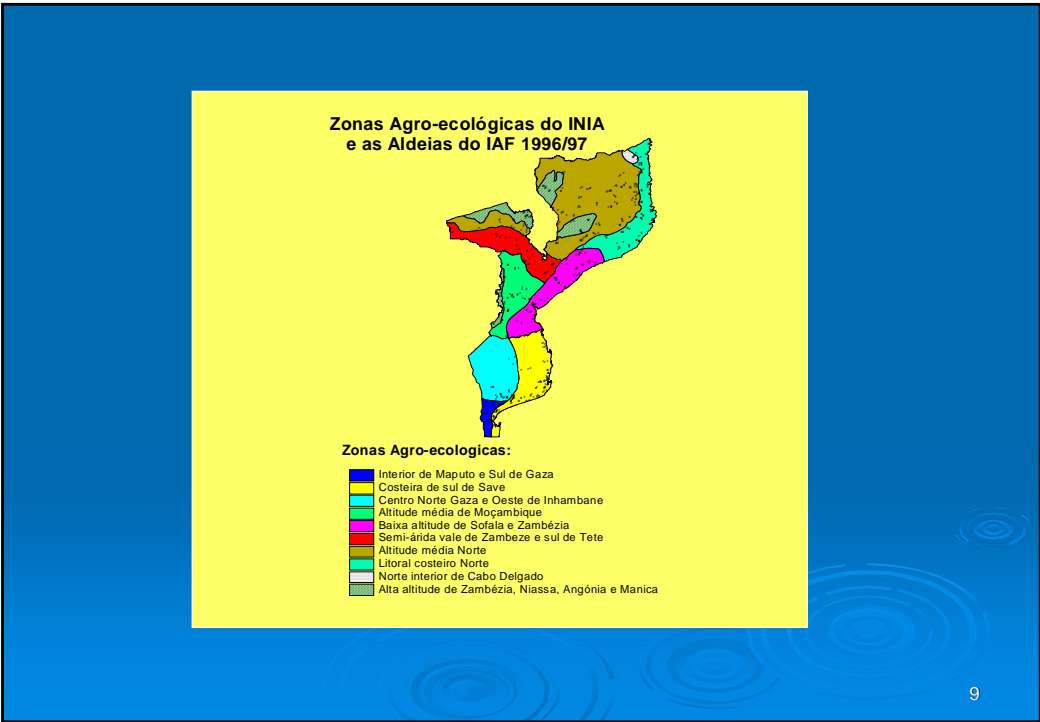 Zonas Agro-ecológicas do INIA
e as Aldeias do IAF 1996/97
Zonas Agro-ecologicas:
Interior de Maputo e Sul de Gaza
Costeira de sul de Save
Centro Norte Gaza e Oeste de Inhambane
Altitude média de Moçambique
Baixa altitude de Sofala e Zambézia
Semi-árida vale de Zambeze e sul de Tete
Altitude média Norte
Litoral costeiro Norte
Norte interior de Cabo Delgado
Alta altitude de Zambézia, Niassa, Angónia e Manica
9